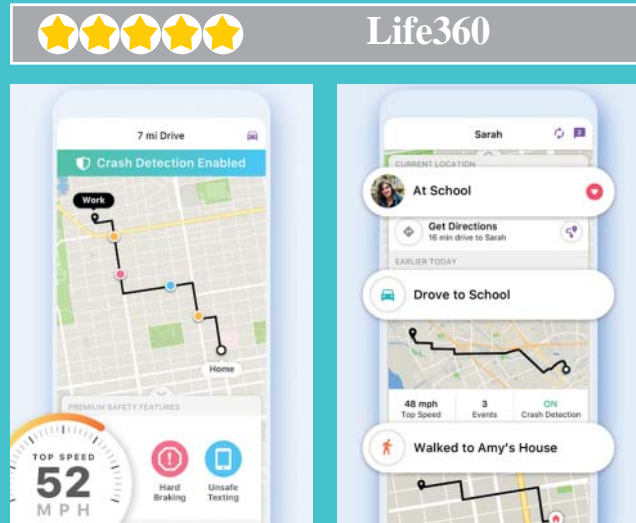 Life360
7 mi Drive
Crash Detection Enabled
Work
Home
PREMIUM SAFETY FEATURES
TOP SPEED
52
MPH
Hard
Braking
Unsafe
Texting
Sarah
CURRENT LOCATION
At School
Get Directions
16 min drive to Sarah
EARLIER TODAY
Drove to School
48 mph
Top Speed
3
Events
ON
Crash Detection
Walked to Amy's House